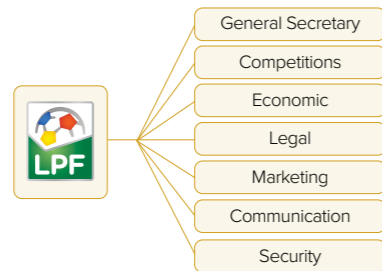 General Secretary
Competitions
Economic
LPF
Legal
Marketing
Communication
Security